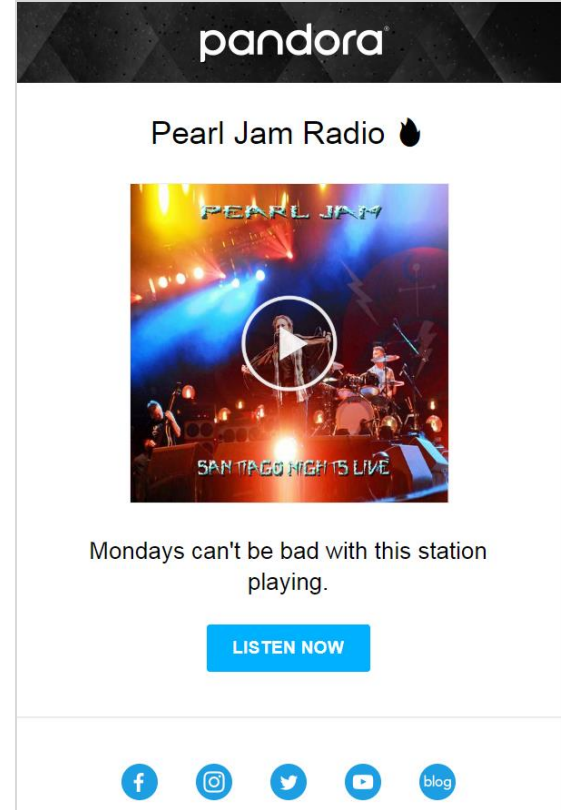 pandora
Pearl Jam Radio
PEARL JAM
SANTIAGO NIGHTS LIVE
Mondays can't be bad with this station
playing.
LISTEN NOW
blog